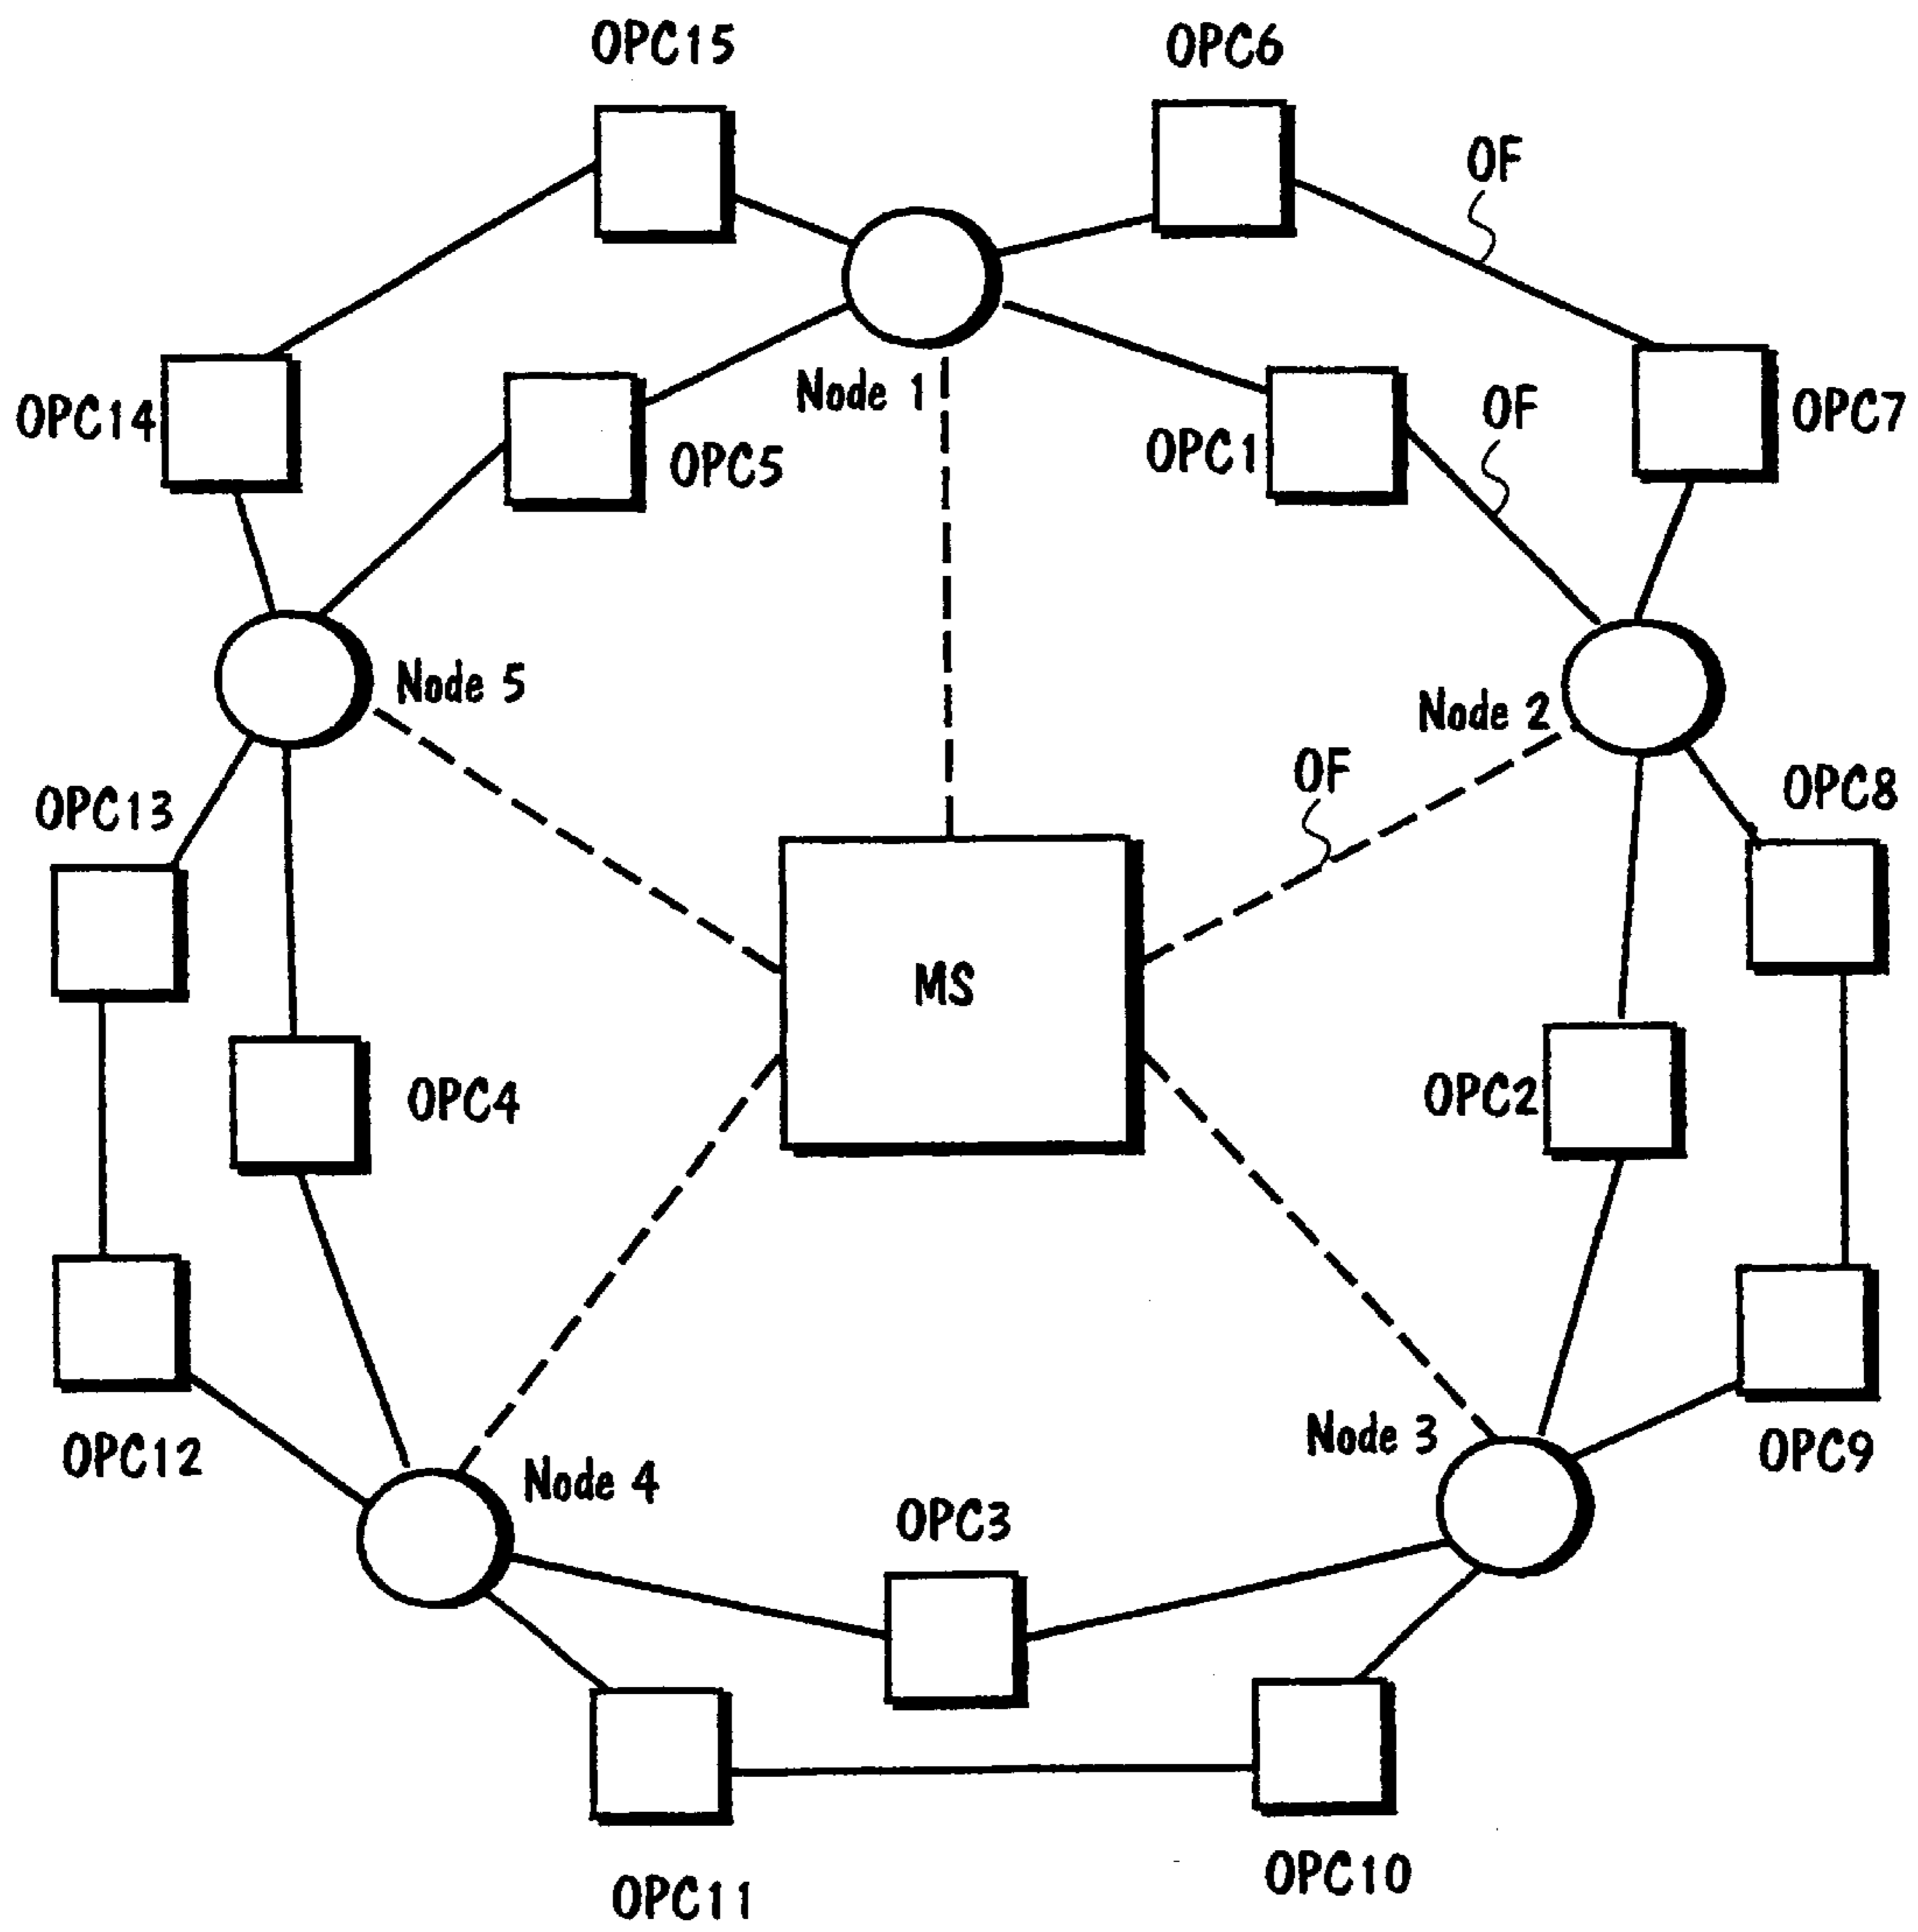 OPC15
OPC6
OF
OPC14
Node 1
OF
OPC7
OPC5
OPC1
Node 5
Node 2
OF
OPC13
OPC8
MS
OPC4
OPC2
OPC12
Node 3
OPC9
Node 4
OPC3
OPC11
OPC10